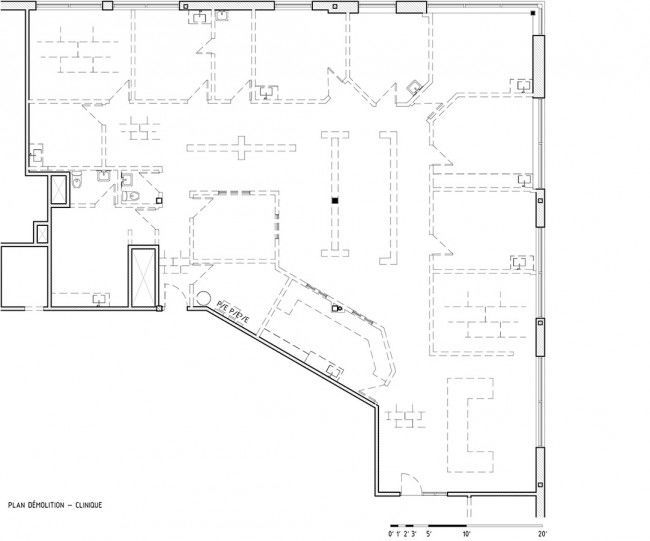 P/E P/E P/E
PLAN DÉMOLITION – CLINIQUE
0' 1' 2' 3' 5' 10' 20'